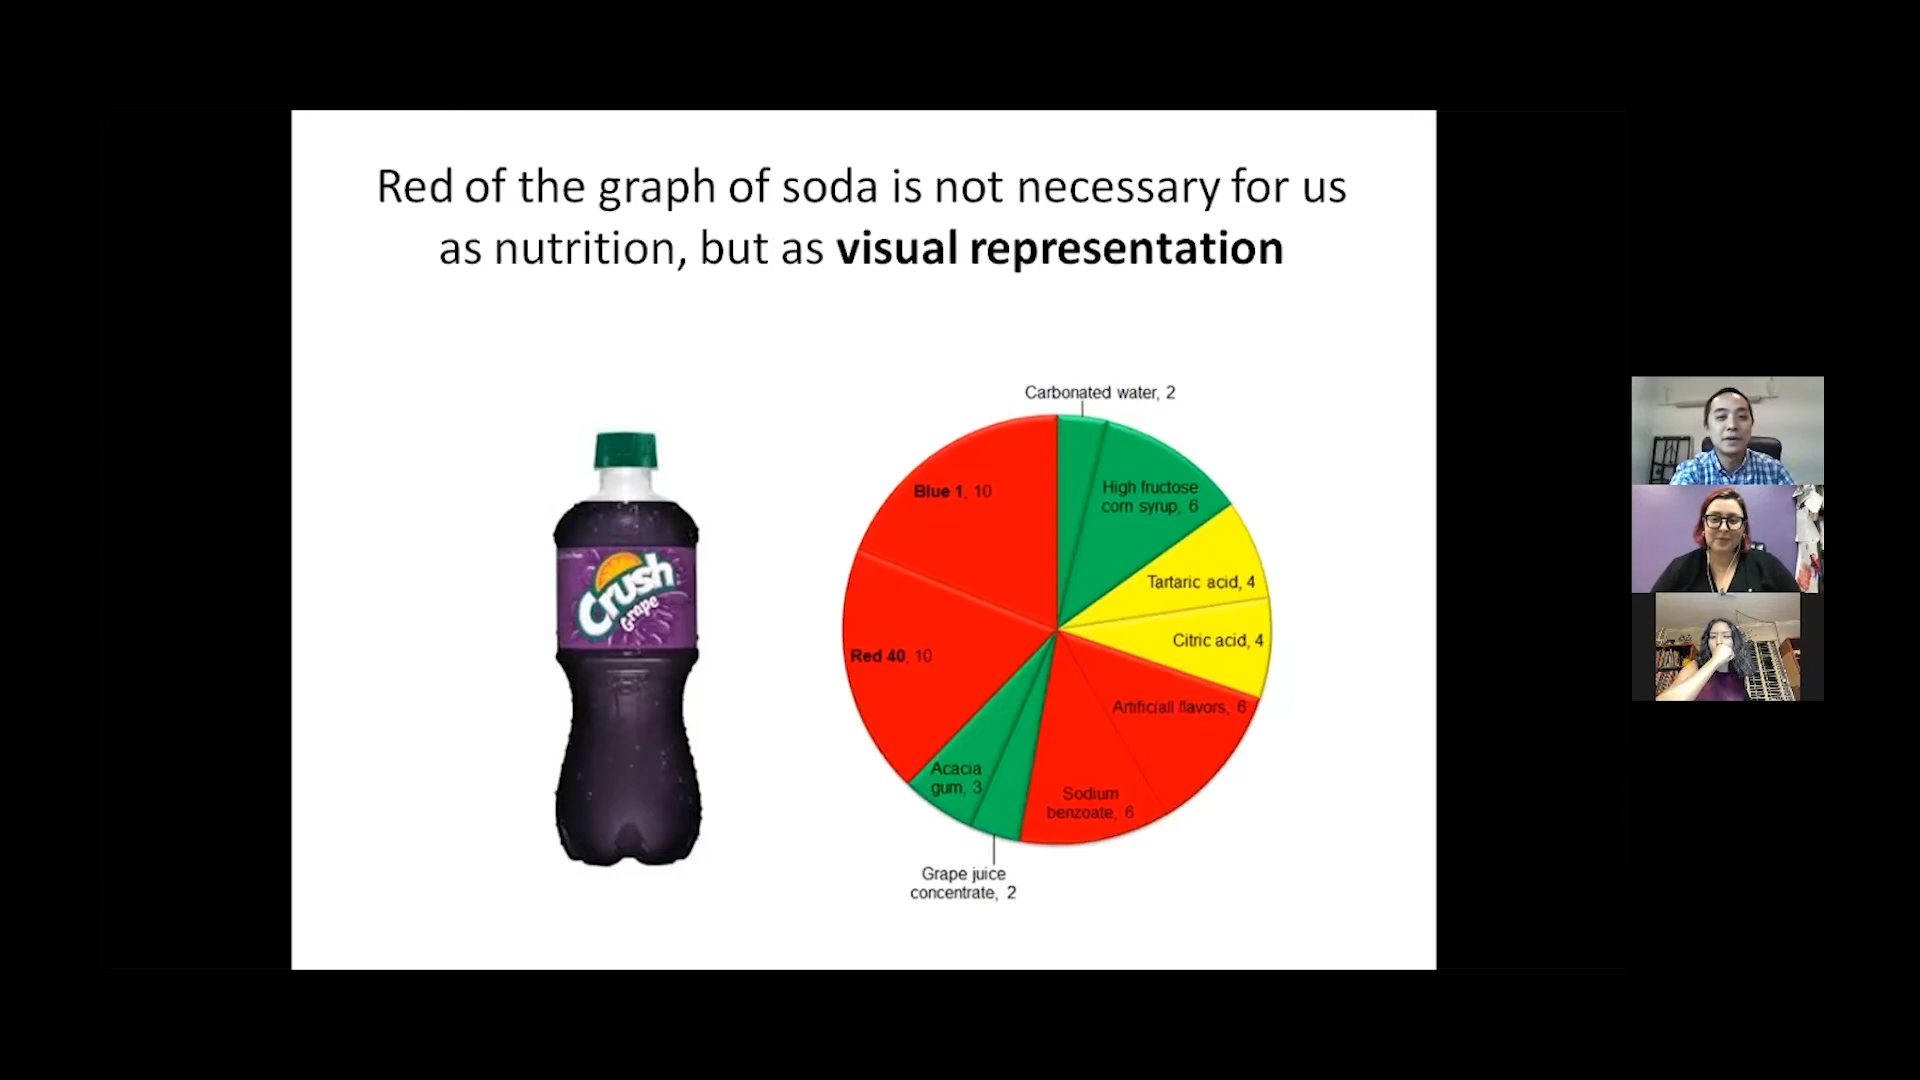 Red of the graph of soda is not necessary for us
as nutrition, but as visual representation
Carbonated water, 2
Blue 1, 10
High fructose
corn syrup, 6
Tartaric acid, 4
Crush
Grape
Citric acid, 4
Red 40, 10
Artificiall flavors, 6
Acacia
gum, 3
Sodium
benzoate, 6
Grape juice
concentrate, 2